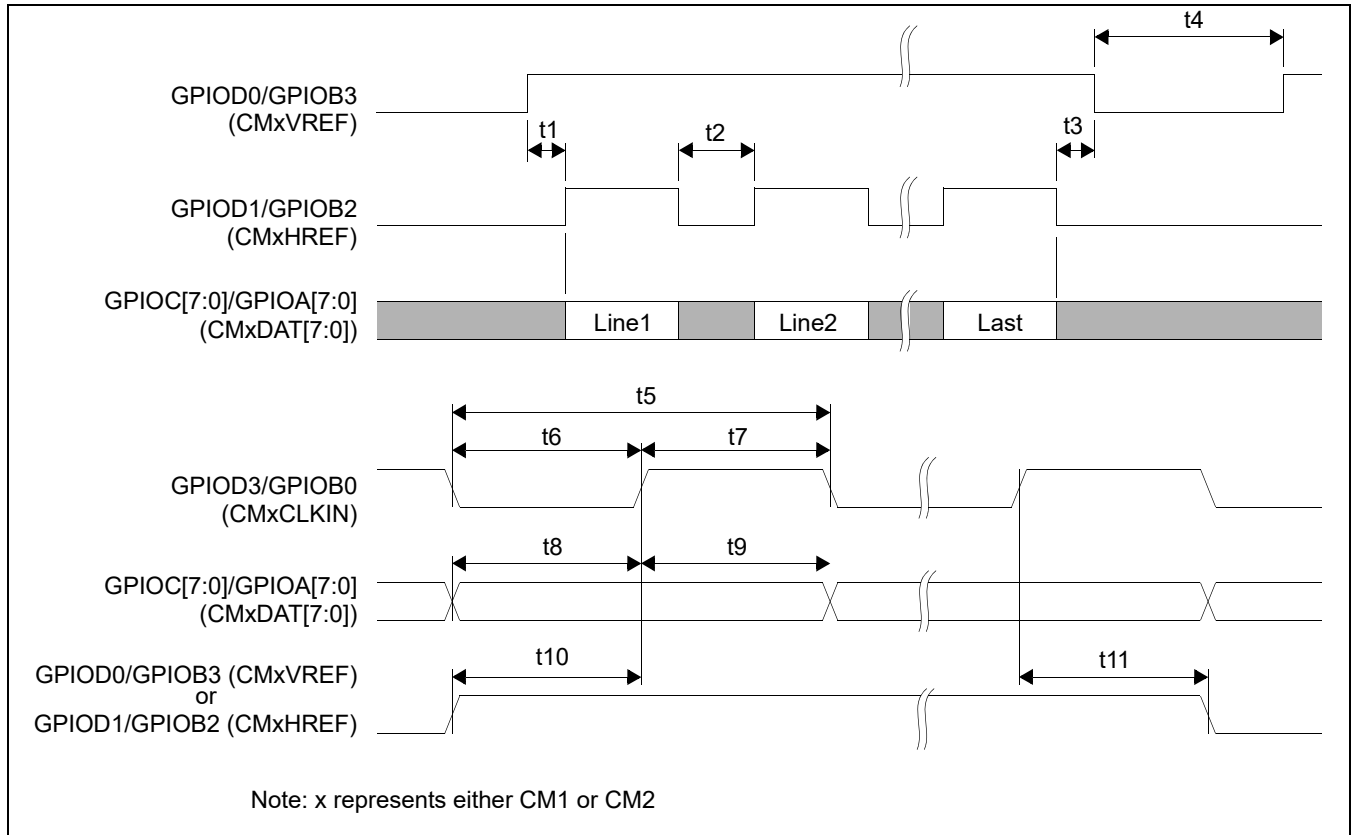 t4
GPIOD0/GPIOB3
(CMxVREF)
t1
t2
t3
GPIOD1/GPIOB2
(CMxHREF)
GPIOC[7:0]/GPIOA[7:0]
(CMxDAT[7:0])
Line1
Line2
Last
t5
t6
t7
GPIOD3/GPIOB0
(CMxCLKIN)
t8
t9
GPIOC[7:0]/GPIOA[7:0]
(CMxDAT[7:0])
t10
t11
GPIOD0/GPIOB3 (CMxVREF)
or
GPIOD1/GPIOB2 (CMxHREF)
Note: x represents either CM1 or CM2